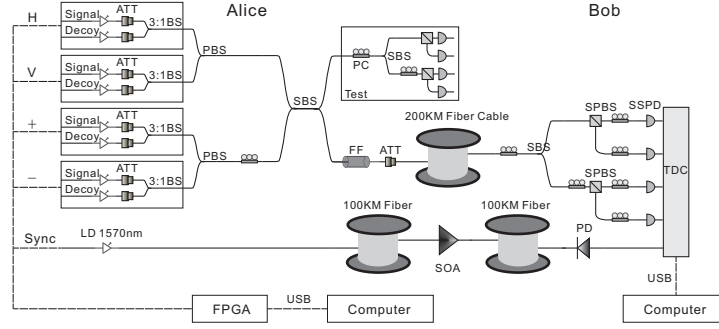 Alice
Bob
H
Signal
ATT
3:1BS
Decoy
V
Signal
ATT
3:1BS
Decoy
+
Signal
ATT
3:1BS
Decoy
−
Signal
ATT
3:1BS
Decoy
PBS
PBS
SBS
PC
SBS
Test
FF
ATT
200KM Fiber Cable
SBS
SPBS
SSPD
SPBS
TDC
Sync
LD 1570nm
100KM Fiber
SOA
100KM Fiber
PD
USB
FPGA
USB
Computer
Computer